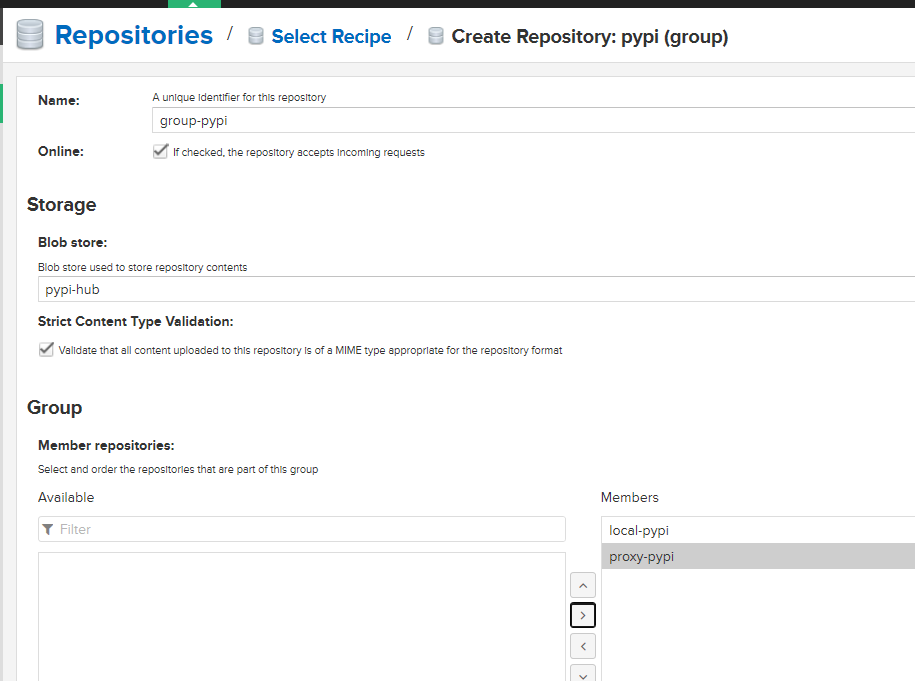 Repositories / Select Recipe / Create Repository: pypi (group)
Name:
A unique identifier for this repository
group-pypi
Online:
If checked, the repository accepts incoming requests
Storage
Blob store:
Blob store used to store repository contents
pypi-hub
Strict Content Type Validation:
Validate that all content uploaded to this repository is of a MIME type appropriate for the repository format
Group
Member repositories:
Select and order the repositories that are part of this group
Available
Members
Filter
local-pypi
proxy-pypi